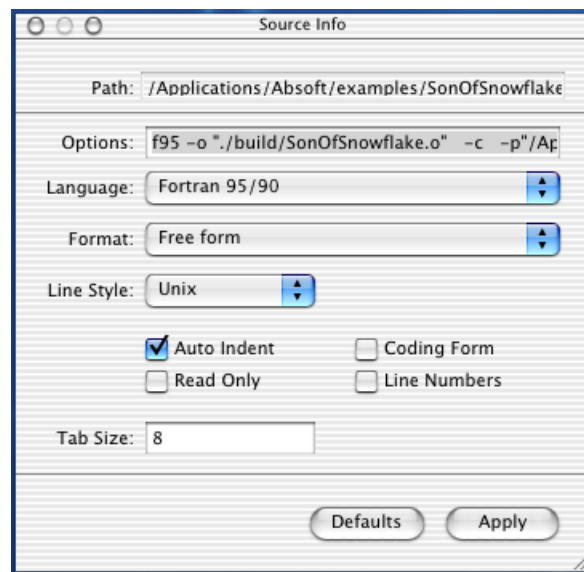 Source Info
Path: /Applications/Absoft/examples/SonOfSnowflake
Options: f95 -o "./build/SonOfSnowflake.o" -c -p"/Ap
Language: Fortran 95/90
Format: Free form
Line Style: Unix
Auto Indent Coding Form
Read Only Line Numbers
Tab Size: 8
Defaults Apply